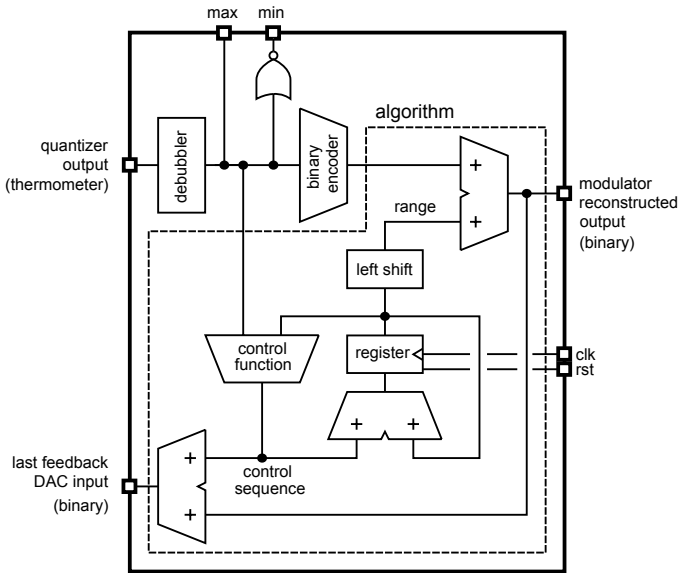 max
min
algorithm
quantizer
output
(thermometer)
debubbler
binary
encoder
+
+
modulator
reconstructed
output
(binary)
range
left shift
control
function
register
clk
rst
+
+
last feedback
DAC input
(binary)
+
+
control
sequence